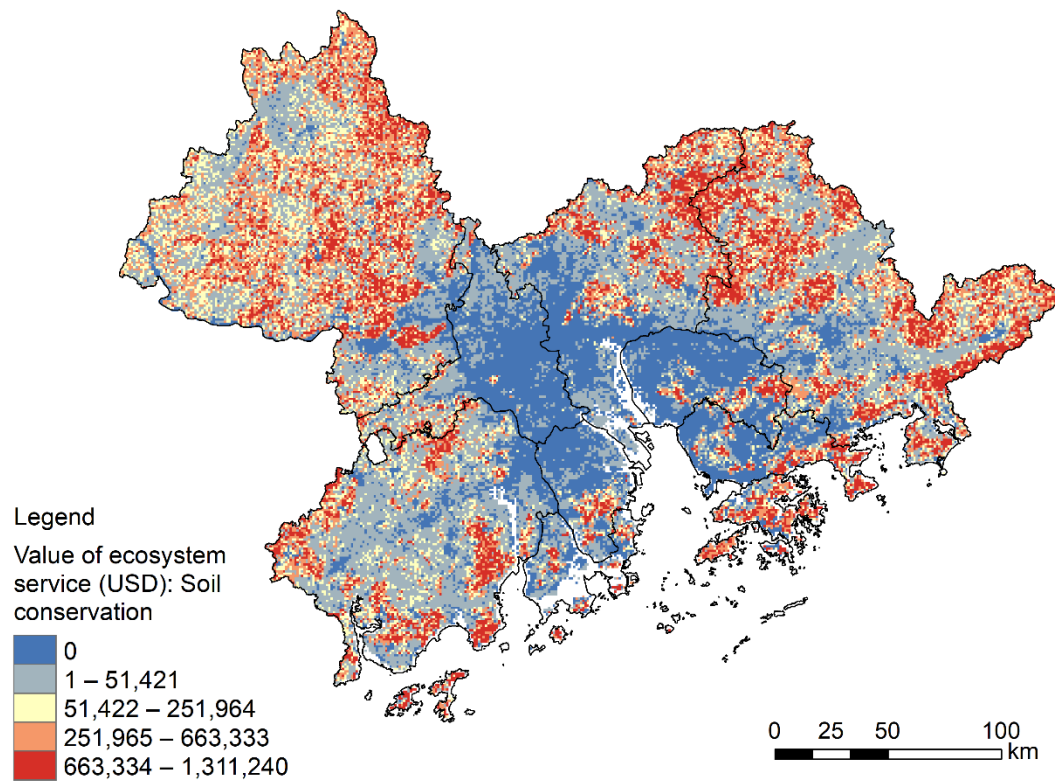 Legend
Value of ecosystem
service (USD): Soil
conservation
0
1 – 51,421
51,422 – 251,964
251,965 – 663,333
663,334 – 1,311,240
0 25 50 100
km